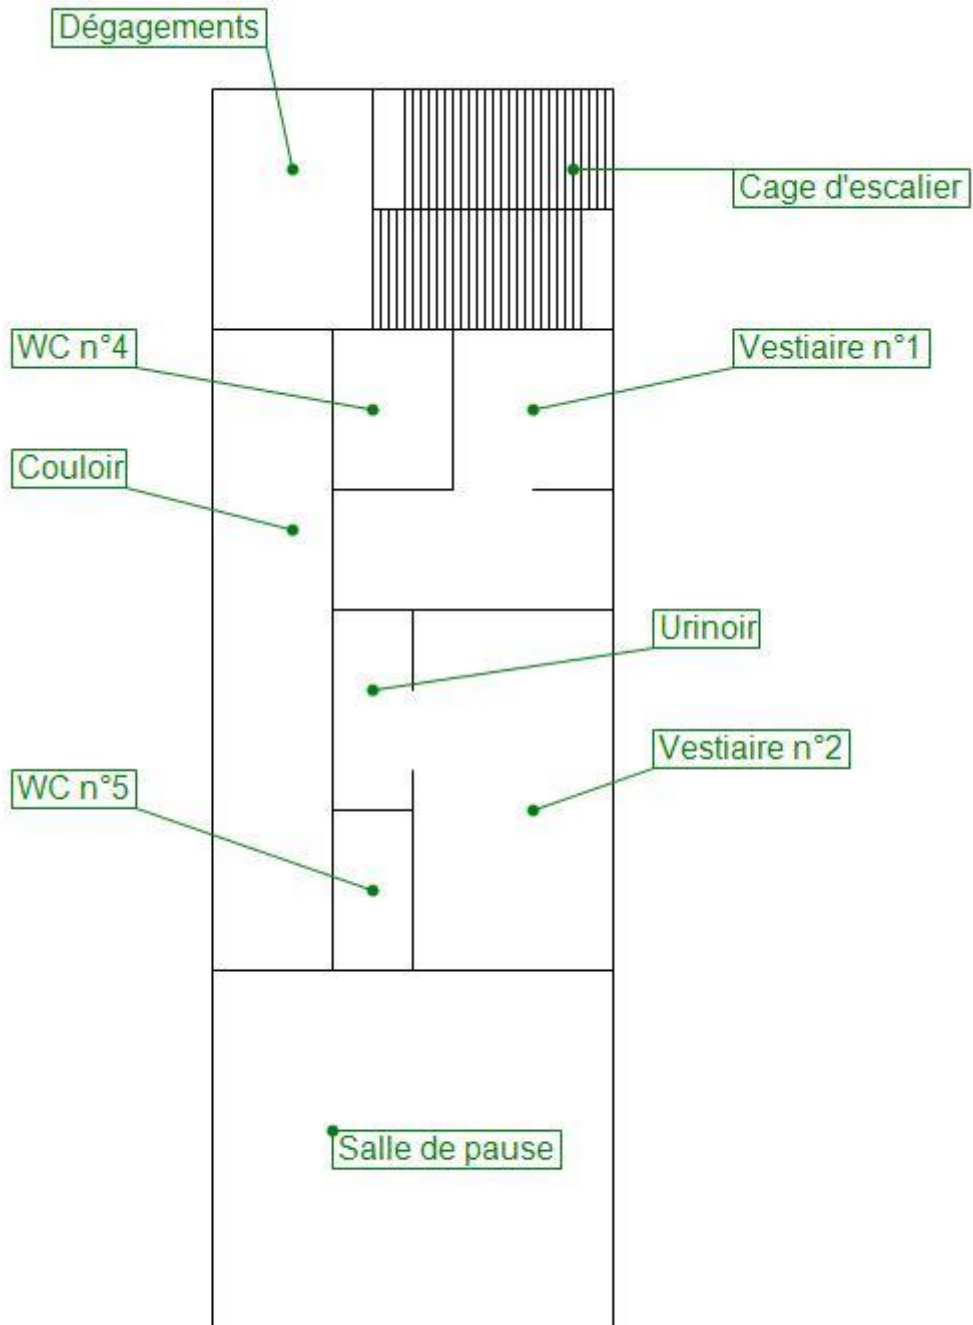 Dégagements
Cage d'escalier
WC n°4
Vestiaire n°1
Couloir
Urinoir
Vestiaire n°2
WC n°5
Salle de pause